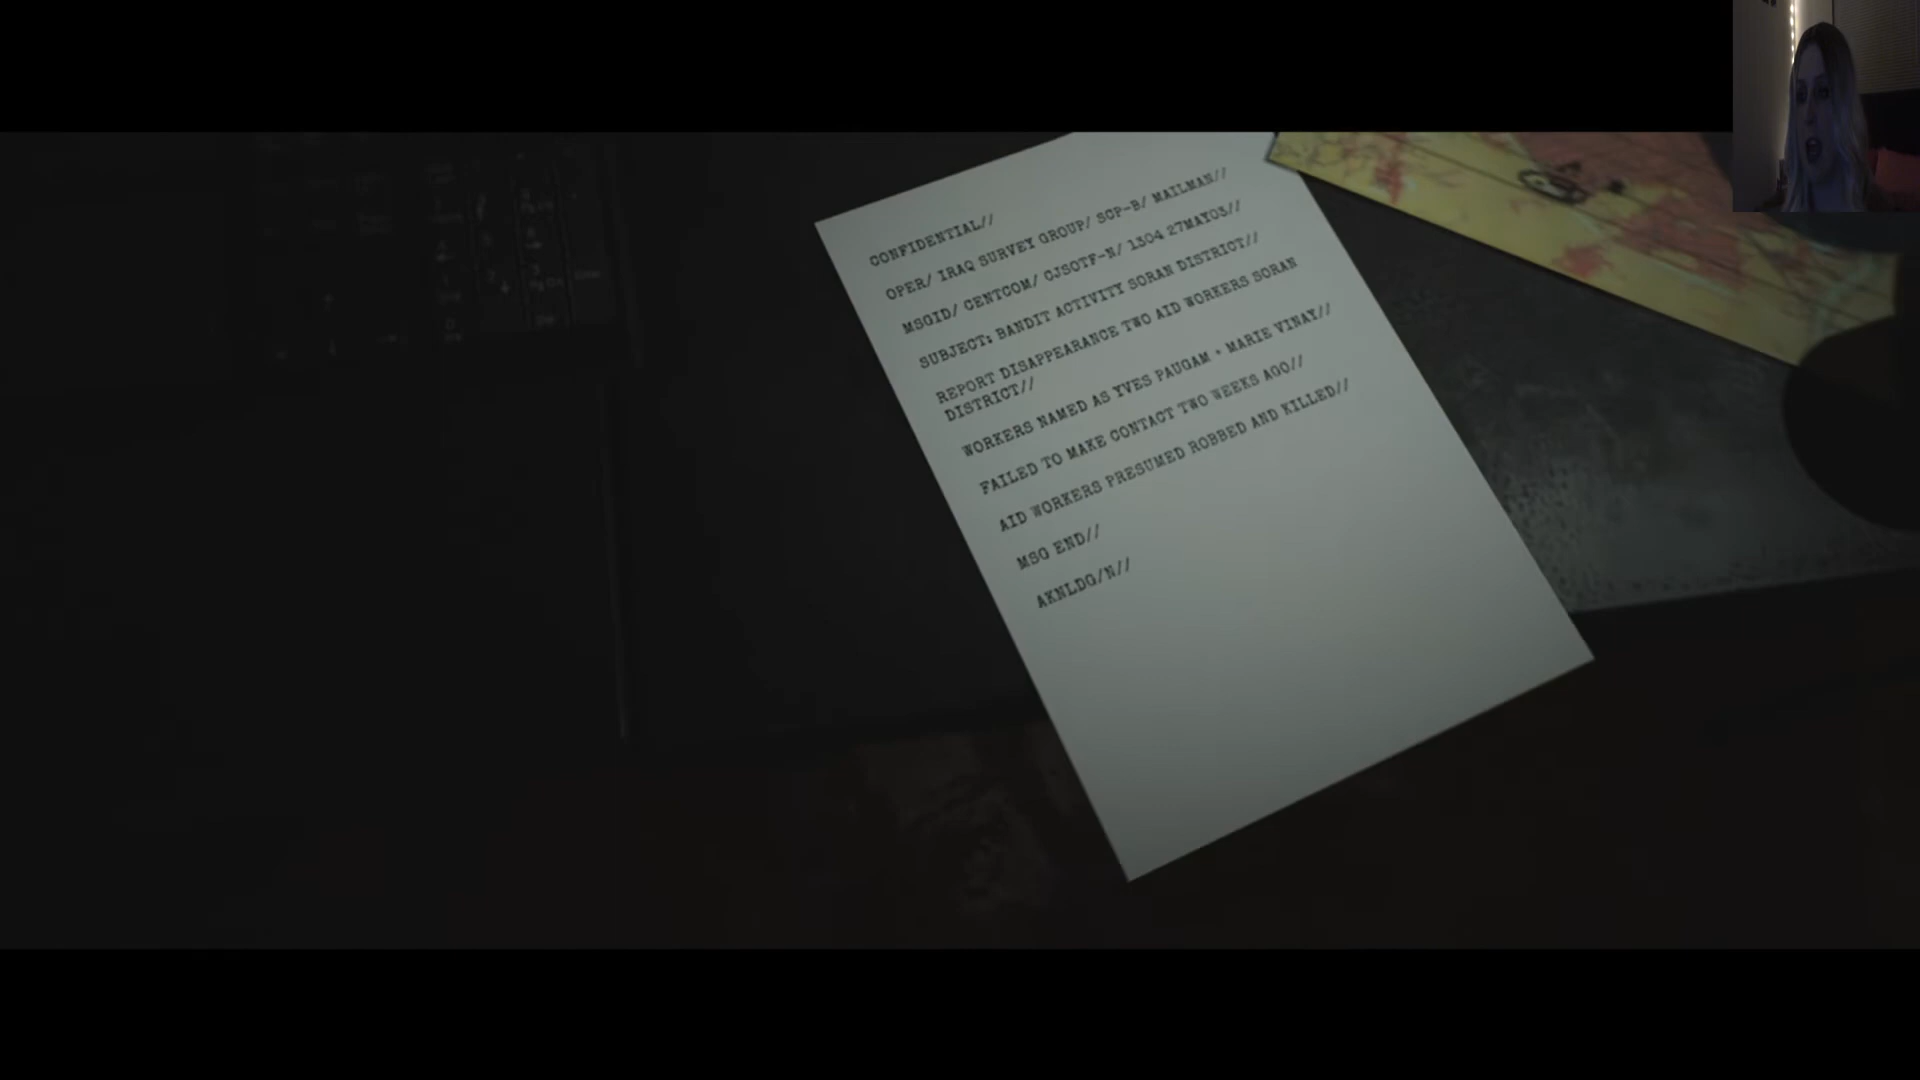 CONFIDENTIAL//
OPER/ IRAQ SURVEY GROUP/ SCP-B/ MAILMAN//
MSGID/ CENTCOM/ CJSOTF-N/ 1304 27MAY03//
SUBJECT: BANDIT ACTIVITY SORAN DISTRICT//
REPORT DISAPPEARANCE TWO AID WORKERS SORAN
DISTRICT//
WORKERS NAMED AS YVES PAUGAM + MARIE VINAY//
FAILED TO MAKE CONTACT TWO WEEKS AGO//
AID WORKERS PRESUMED ROBBED AND KILLED//
MSG END//
AKNLDG/N//